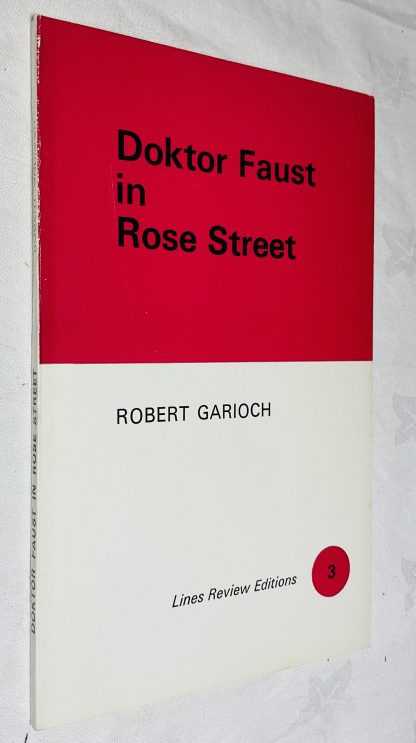 Doktor Faust
in
Rose Street
ROBERT GARIOCH
Lines Review Editions
3
DOKTOR FAUST IN ROSE STREET